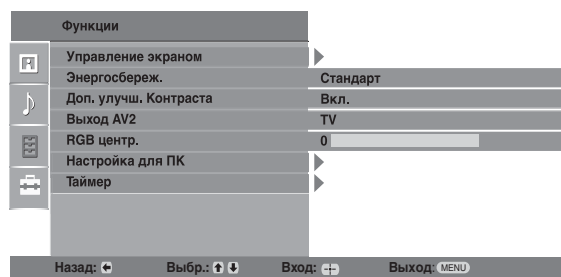 Функции
Управление экраном
Энергосбереж. Стандарт
Доп. улучш. Контраста Вкл.
Выход AV2 TV
RGB центр. 0
Настройка для ПК
Таймер
Назад: Выбр.: Вход: Выход: MENU